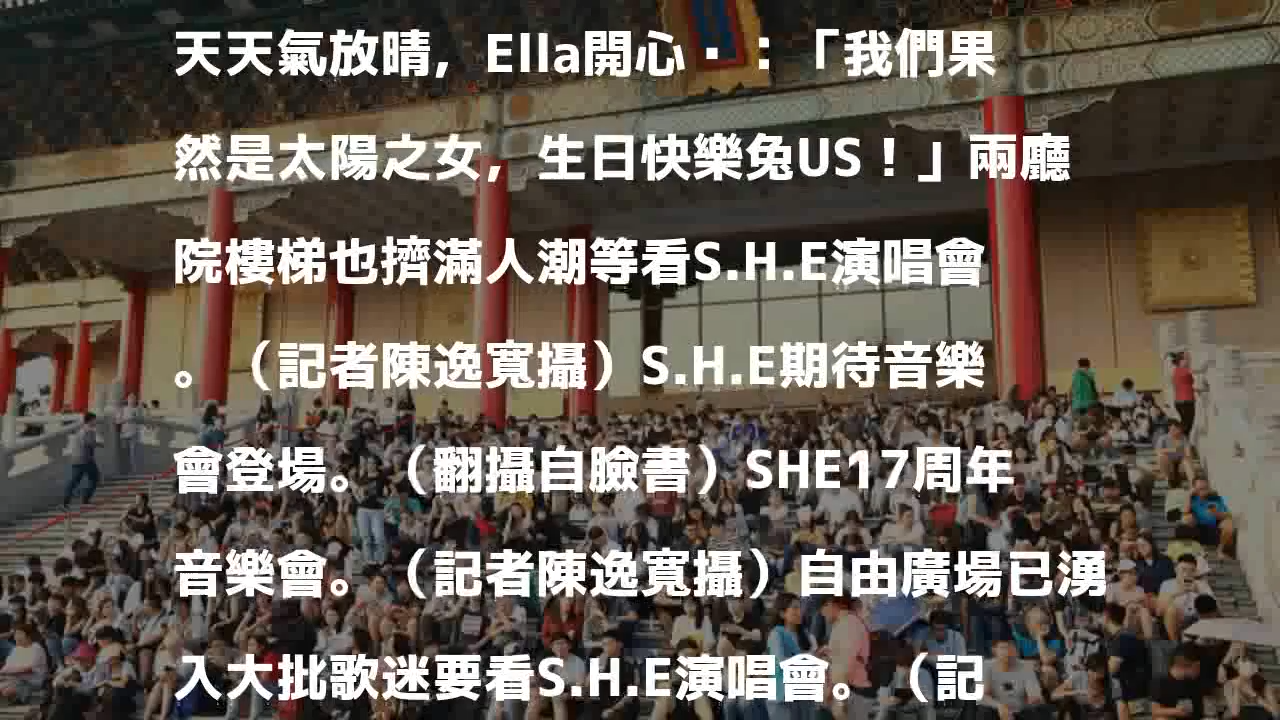 天天氣放晴，Ella開心▪：「我們果
然是太陽之女，生日快樂兔US！」兩廳
院樓梯也擠滿人潮等看S.H.E演唱會
。（記者陳逸寬攝）S.H.E期待音樂
會登場。（翻攝自臉書）SHE17周年
音樂會。（記者陳逸寬攝）自由廣場已湧
入大批歌迷要看S.H.E演唱會。（記